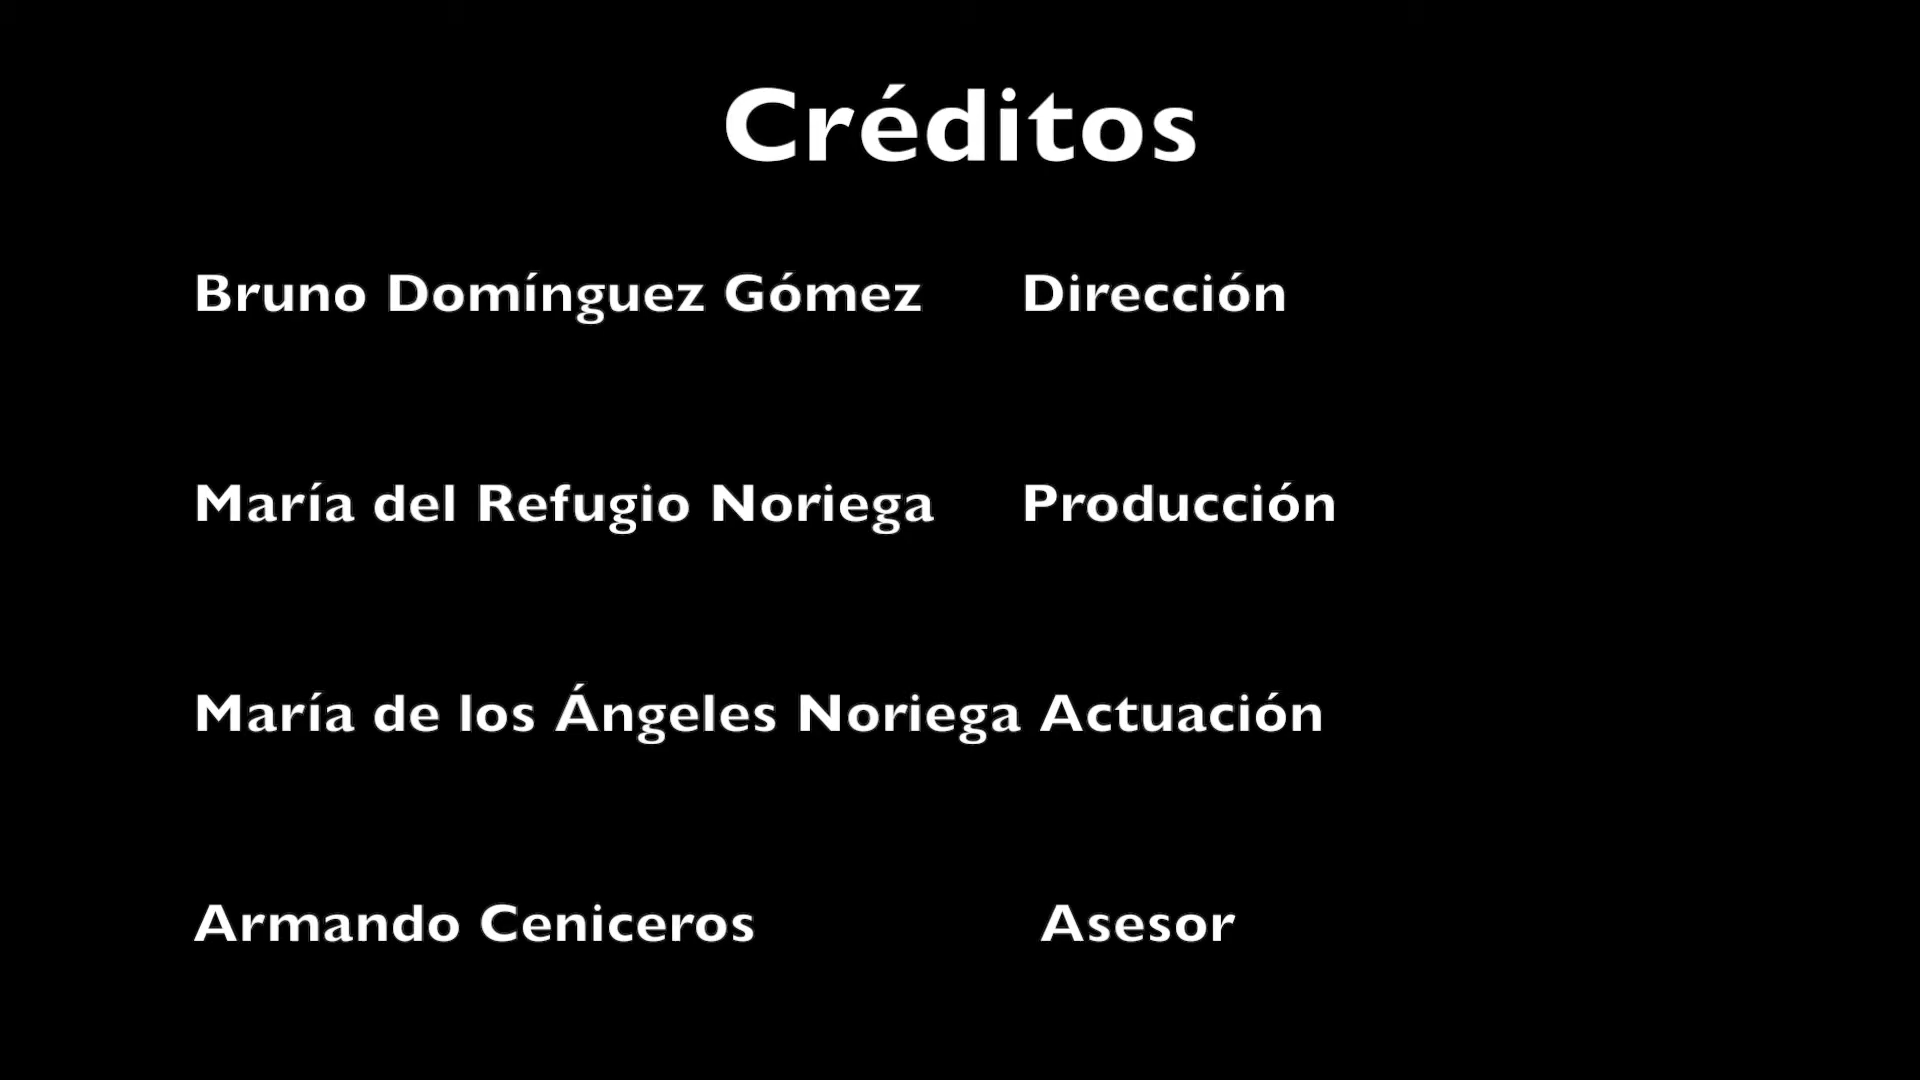 Créditos
Bruno Domínguez Gómez Dirección
María del Refugio Noriega Producción
María de los Ángeles Noriega Actuación
Armando Ceniceros Asesor